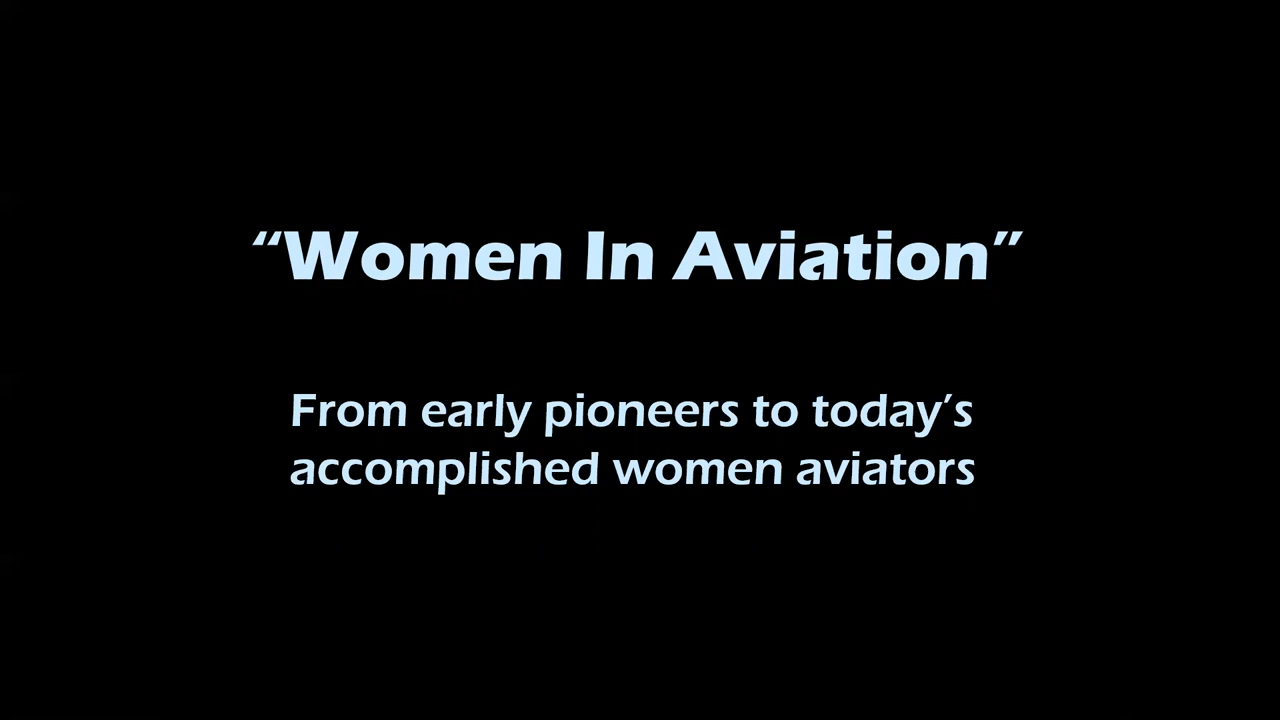 “Women In Aviation”
From early pioneers to today’s
accomplished women aviators